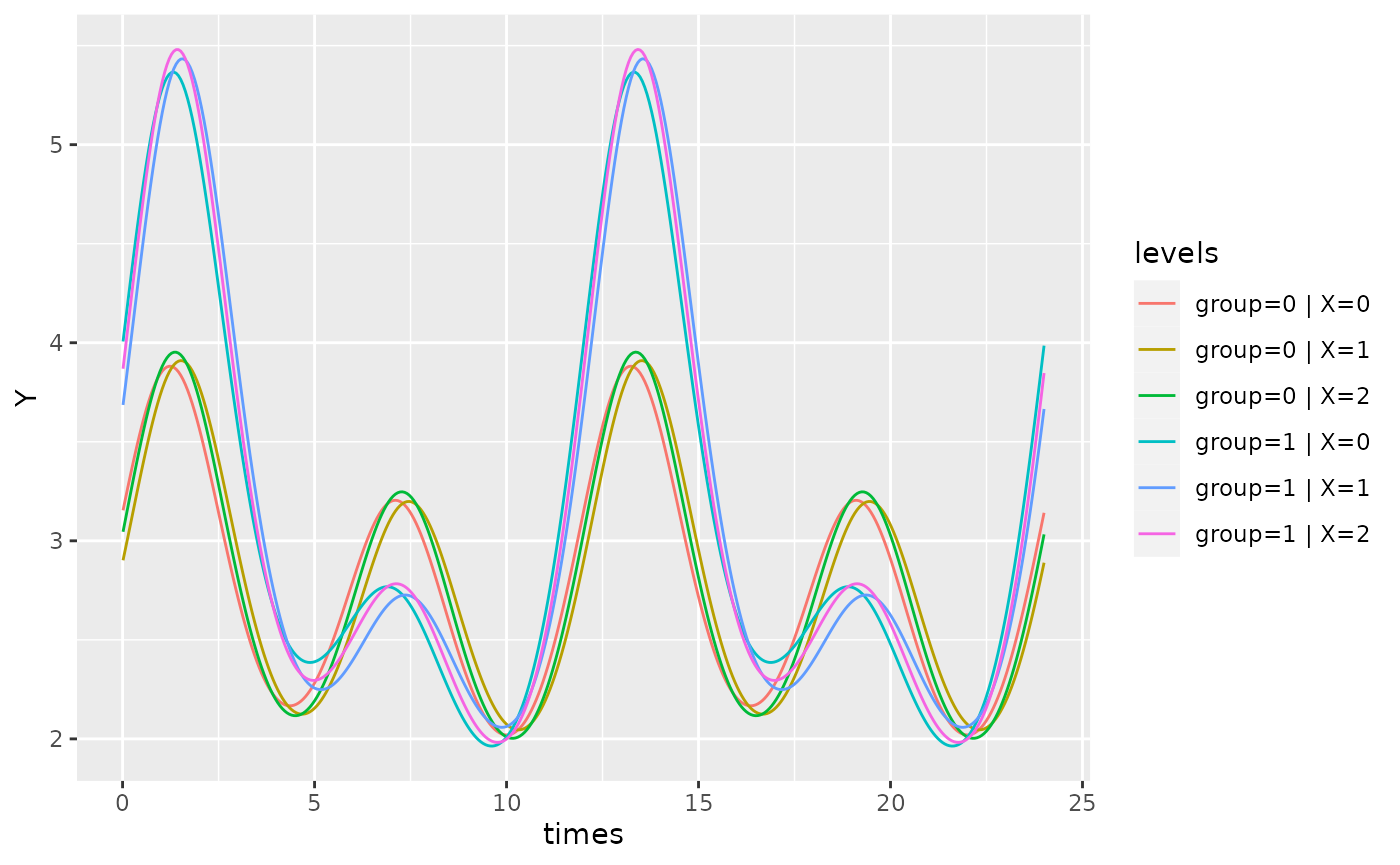 5
4
3
2
Y
0
5
10
15
20
25
times
levels
group=0 | X=0
group=0 | X=1
group=0 | X=2
group=1 | X=0
group=1 | X=1
group=1 | X=2